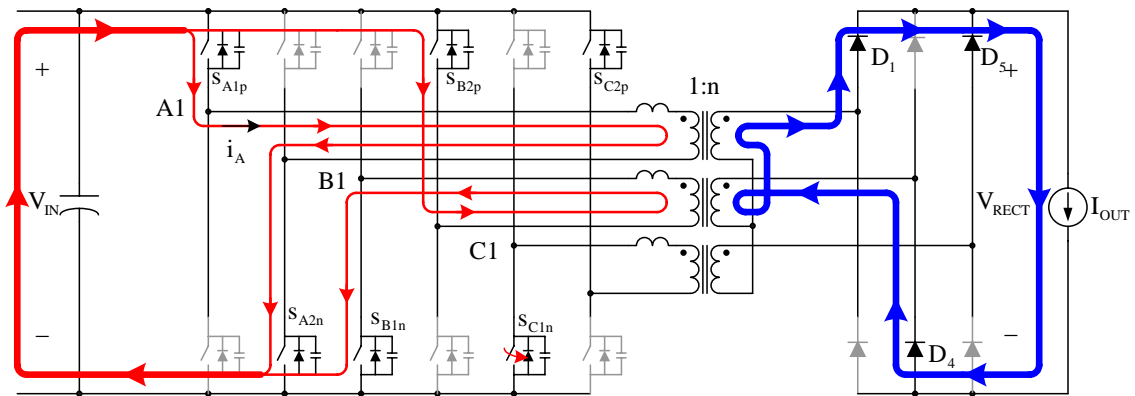 S_A1p
S_B2p
S_C2p
D_1
D_5
+
+
1:n
A1
i_A
B1
V_IN
V_RECT
I_OUT
C1
S_A2n
S_B1n
S_C1n
−
−
D_4